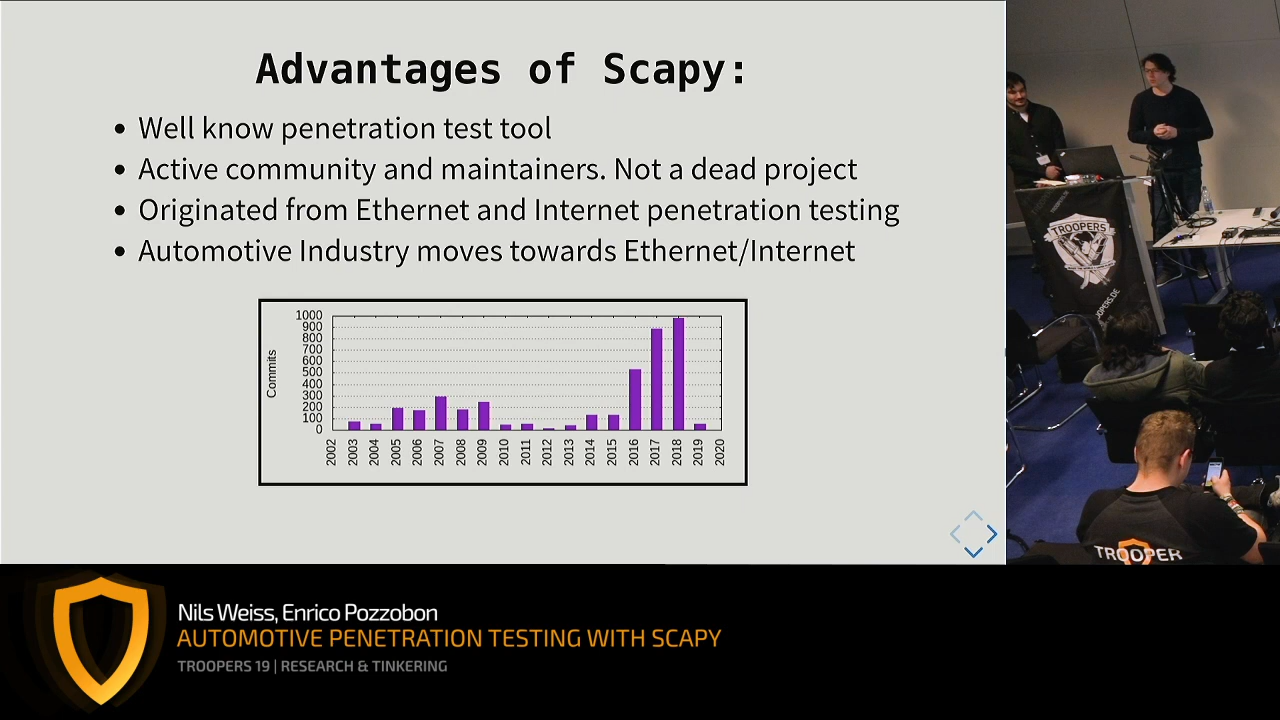 Advantages of Scapy:
Well know penetration test tool
Active community and maintainers. Not a dead project
Originated from Ethernet and Internet penetration testing
Automotive Industry moves towards Ethernet/Internet
Commits
1000
900
800
700
600
500
400
300
200
100
0
2002 2003 2004 2005 2006 2007 2008 2009 2010 2011 2012 2013 2014 2015 2016 2017 2018 2019 2020
TROOPERS
OOPERS.DE
TROOPER
Nils Weiss, Enrico Pozzobon
AUTOMOTIVE PENETRATION TESTING WITH SCAPY
TROOPERS 19 | RESEARCH & TINKERING